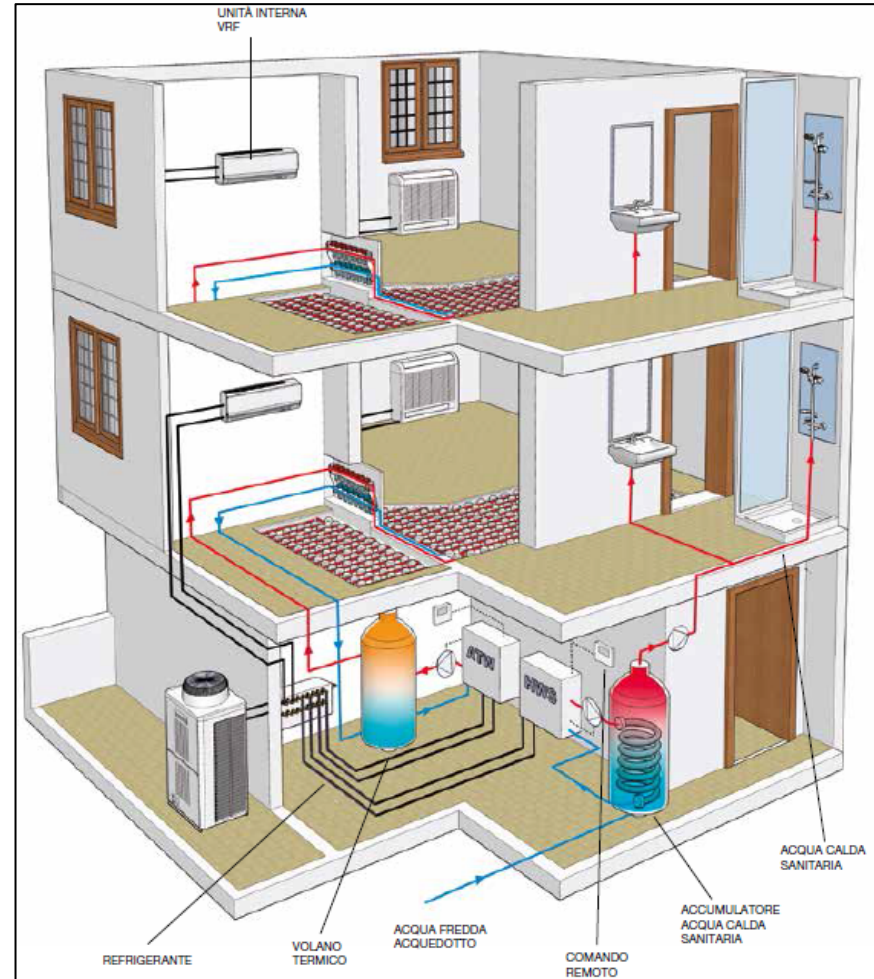 UNITÀ INTERNA
VRF
ATW
HWS
ACQUA CALDA
SANITARIA
ACCUMULATORE
ACQUA CALDA
SANITARIA
ACQUA FREDDA
ACQUEDOTTO
VOLANO
TERMICO
COMANDO
REMOTO
REFRIGERANTE